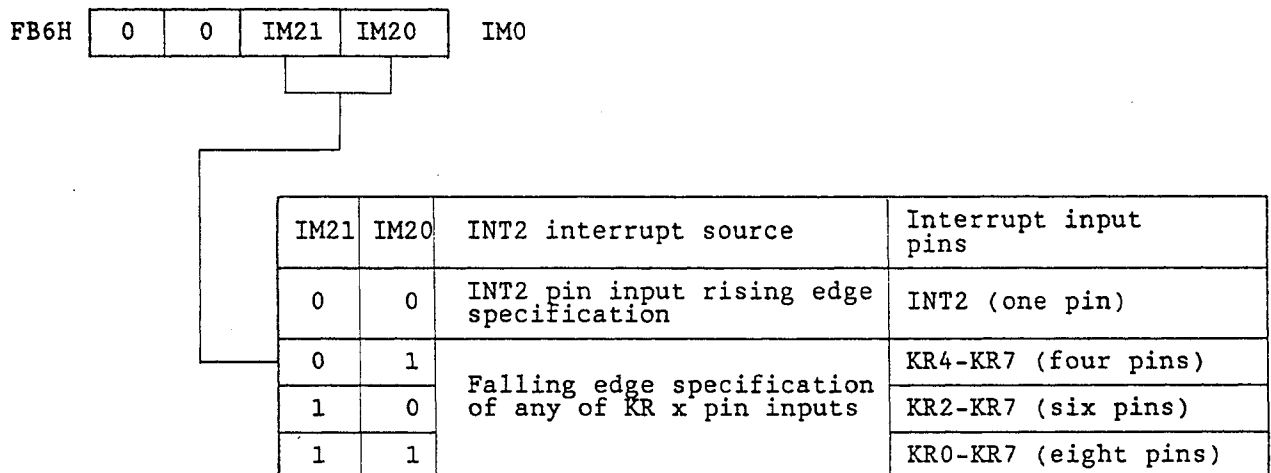 FB6H 0 0 IM21 IM20 IM0
IM21 IM20 INT2 interrupt source Interrupt input
pins
0 0 INT2 pin input rising edge
specification INT2 (one pin)
0 1 KR4-KR7 (four pins)
Falling edge specification
of any of KR x pin inputs
1 0 KR2-KR7 (six pins)
1 1 KR0-KR7 (eight pins)